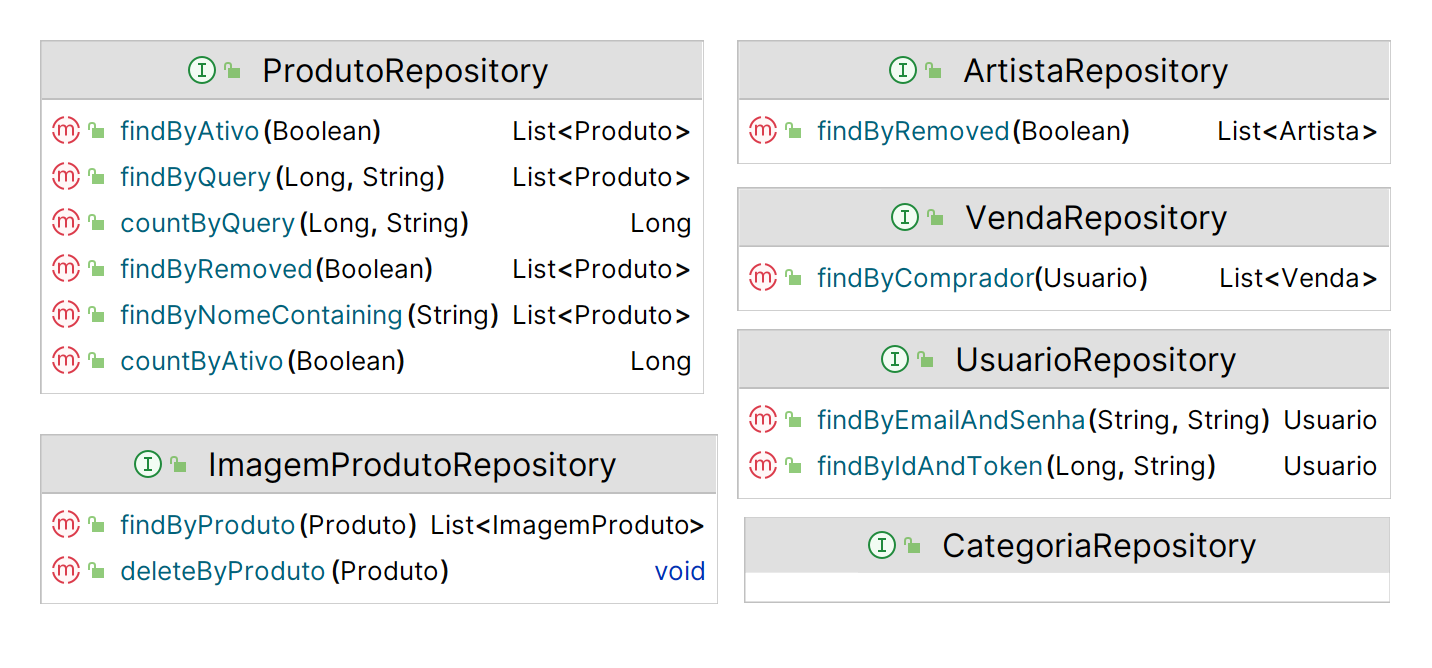 ProdutoRepository
findByAtivo(Boolean) List<Produto>
findByQuery(Long, String) List<Produto>
countByQuery(Long, String) Long
findByRemoved(Boolean) List<Produto>
findByNomeContaining(String) List<Produto>
countByAtivo(Boolean) Long
ImagemProdutoRepository
findByProduto(Produto) List<ImagemProduto>
deleteByProduto(Produto) void
ArtistaRepository
findByRemoved(Boolean) List<Artista>
VendaRepository
findByComprador(Usuario) List<Venda>
UsuarioRepository
findByEmailAndSenha(String, String) Usuario
findByIdAndToken(Long, String) Usuario
CategoriaRepository